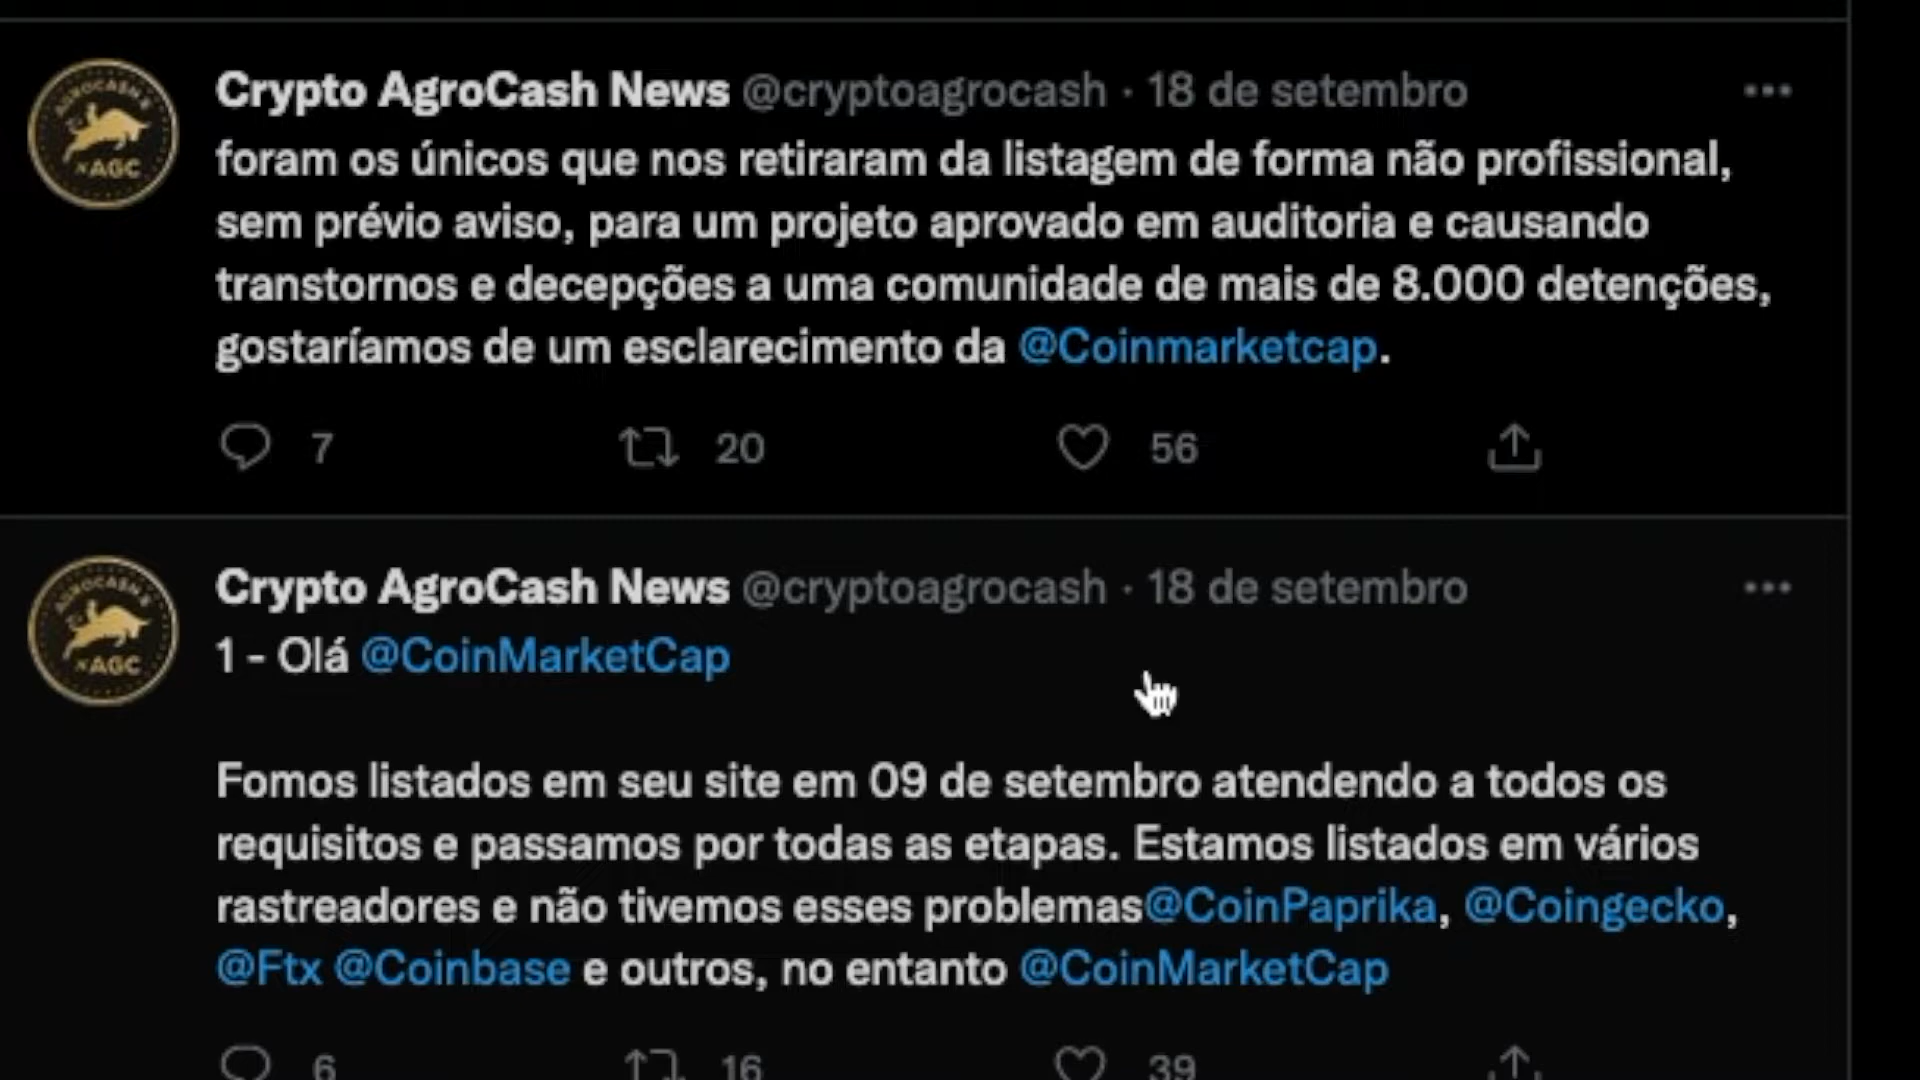 Crypto AgroCash News @cryptoagrocash · 18 de setembro
foram os únicos que nos retiraram da listagem de forma não profissional,
sem prévio aviso, para um projeto aprovado em auditoria e causando
transtornos e decepções a uma comunidade de mais de 8.000 detenções,
gostaríamos de um esclarecimento da @Coinmarketcap.
7 20 56
AGROCASH
AGC
Crypto AgroCash News @cryptoagrocash · 18 de setembro
1 - Olá @CoinMarketCap
Fomos listados em seu site em 09 de setembro atendendo a todos os
requisitos e passamos por todas as etapas. Estamos listados em vários
rastreadores e não tivemos esses problemas@CoinPaprika, @Coingecko,
@Ftx @Coinbase e outros, no entanto @CoinMarketCap
6 16 39
AGROCASH
AGC